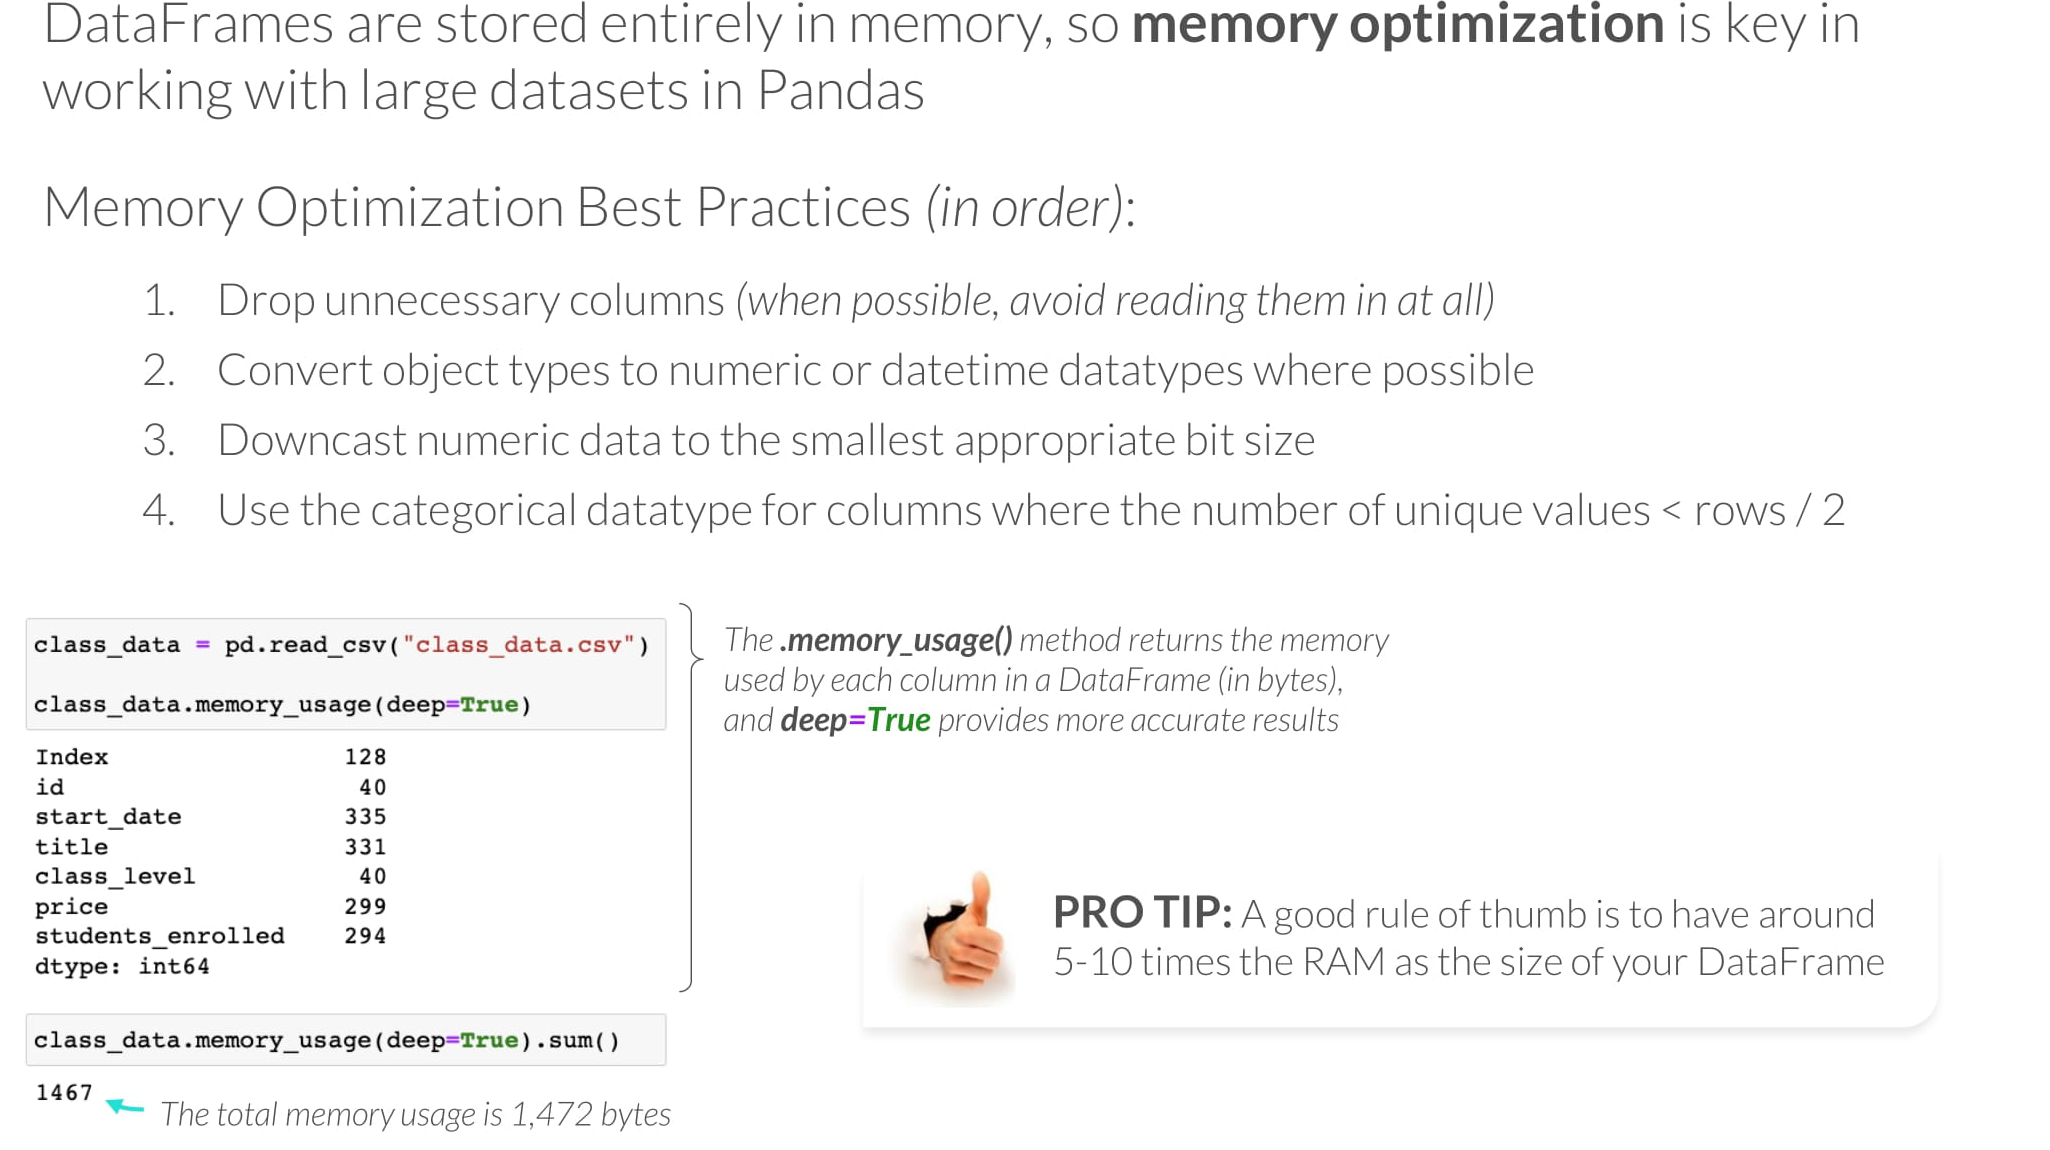 DataFrames are stored entirely in memory, so memory optimization is key in
working with large datasets in Pandas
Memory Optimization Best Practices (in order):
1. Drop unnecessary columns (when possible, avoid reading them in at all)
2. Convert object types to numeric or datetime datatypes where possible
3. Downcast numeric data to the smallest appropriate bit size
4. Use the categorical datatype for columns where the number of unique values < rows / 2
class_data = pd.read_csv("class_data.csv")
class_data.memory_usage(deep=True)
Index 128
id 40
start_date 335
title 331
class_level 40
price 299
students_enrolled 294
dtype: int64
The .memory_usage() method returns the memory
used by each column in a DataFrame (in bytes),
and deep=True provides more accurate results
PRO TIP: A good rule of thumb is to have around
5-10 times the RAM as the size of your DataFrame
class_data.memory_usage(deep=True).sum()
1467
The total memory usage is 1,472 bytes